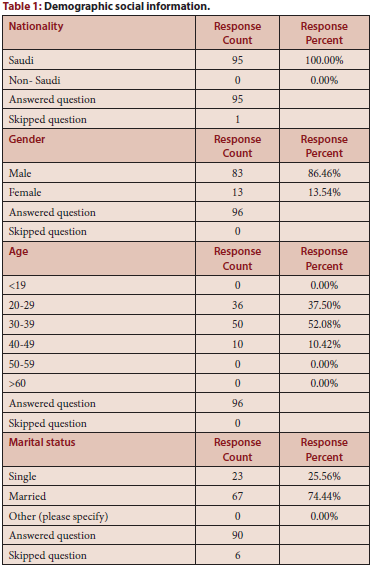 Table 1: Demographic social information.
Nationality Response Count Response Percent
Saudi 95 100.00%
Non- Saudi 0 0.00%
Answered question 95
Skipped question 1
Gender Response Count Response Percent
Male 83 86.46%
Female 13 13.54%
Answered question 96
Skipped question 0
Age Response Count Response Percent
<19 0 0.00%
20-29 36 37.50%
30-39 50 52.08%
40-49 10 10.42%
50-59 0 0.00%
>60 0 0.00%
Answered question 96
Skipped question 0
Marital status Response Count Response Percent
Single 23 25.56%
Married 67 74.44%
Other (please specify) 0 0.00%
Answered question 90
Skipped question 6